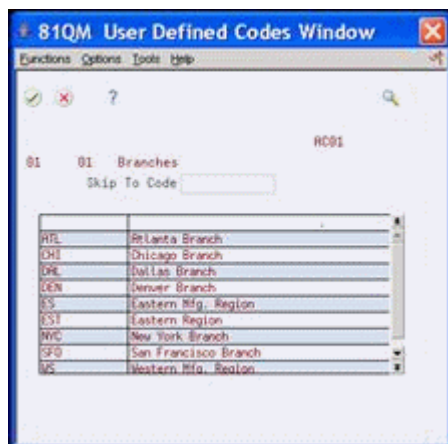 81QM User Defined Codes Window
Functions Options Tools Help
?
AC01
01 01 Branches
Skip To Code
ATL Atlanta Branch
CHI Chicago Branch
DAL Dallas Branch
DEN Denver Branch
ES Eastern Mfg. Region
EST Eastern Region
NYC New York Branch
SFO San Francisco Branch
WS Western Mfg. Region